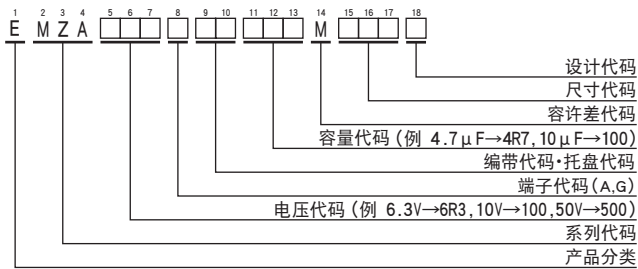 1 2 3 4 5 6 7 8 9 10 11 12 13 14 15 16 17 18
E M Z A □□□ □ □□ □□□ M □□□ □
设计代码
尺寸代码
容许差代码
容量代码（例 4.7μF→4R7,10μF→100）
编带代码・托盘代码
端子代码（A,G）
电压代码（例 6.3V→6R3,10V→100,50V→500）
系列代码
产品分类